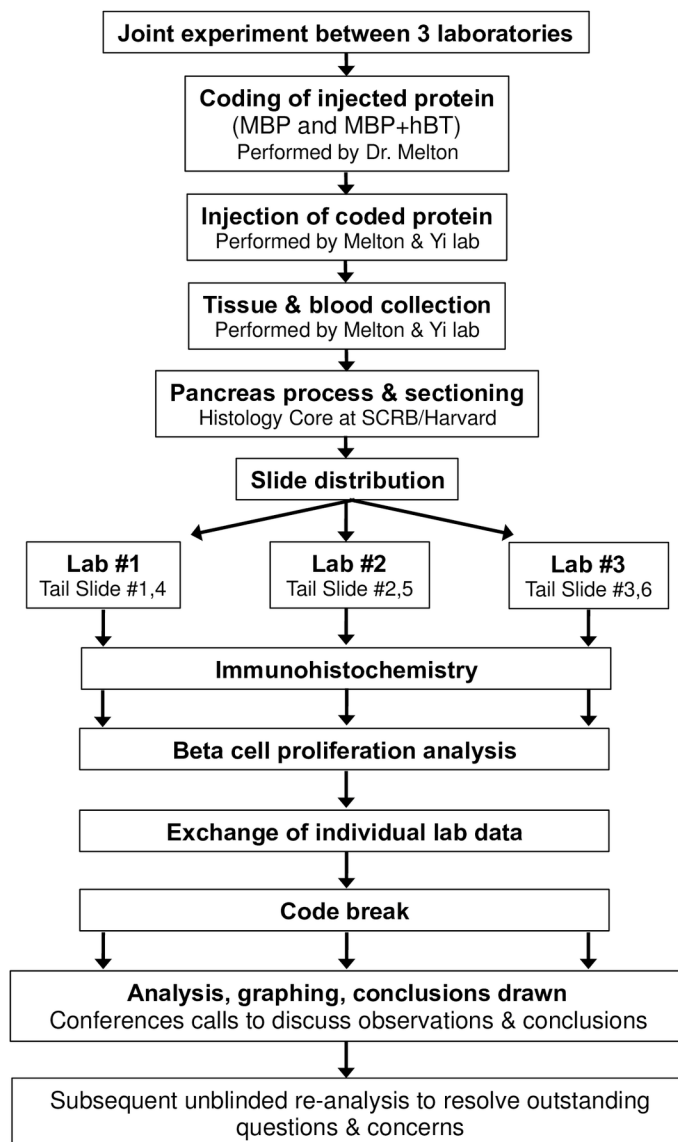 Joint experiment between 3 laboratories
Coding of injected protein
(MBP and MBP+hBT)
Performed by Dr. Melton
Injection of coded protein
Performed by Melton & Yi lab
Tissue & blood collection
Performed by Melton & Yi lab
Pancreas process & sectioning
Histology Core at SCRB/Harvard
Slide distribution
Lab #1
Tail Slide #1,4
Lab #2
Tail Slide #2,5
Lab #3
Tail Slide #3,6
Immunohistochemistry
Beta cell proliferation analysis
Exchange of individual lab data
Code break
Analysis, graphing, conclusions drawn
Conferences calls to discuss observations & conclusions
Subsequent unblinded re-analysis to resolve outstanding
questions & concerns